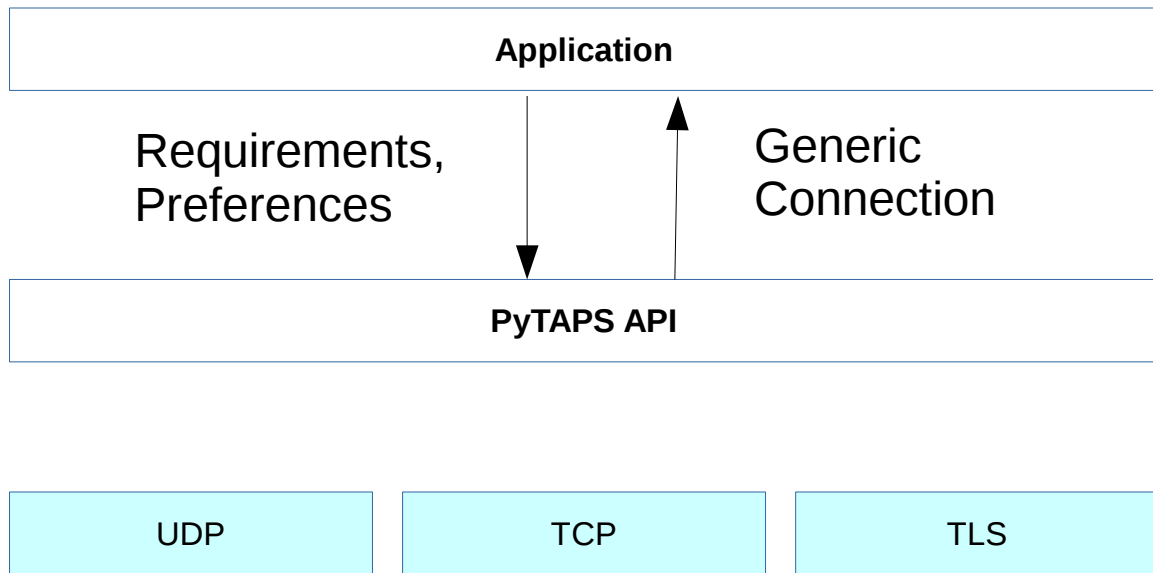 Application
Requirements,
Preferences
Generic
Connection
PyTAPS API
UDP
TCP
TLS